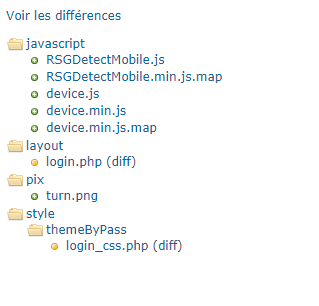 Voir les différences
javascript
RSGDetectMobile.js
RSGDetectMobile.min.js.map
device.js
device.min.js
device.min.js.map
layout
login.php (diff)
pix
turn.png
style
themeByPass
login_css.php (diff)